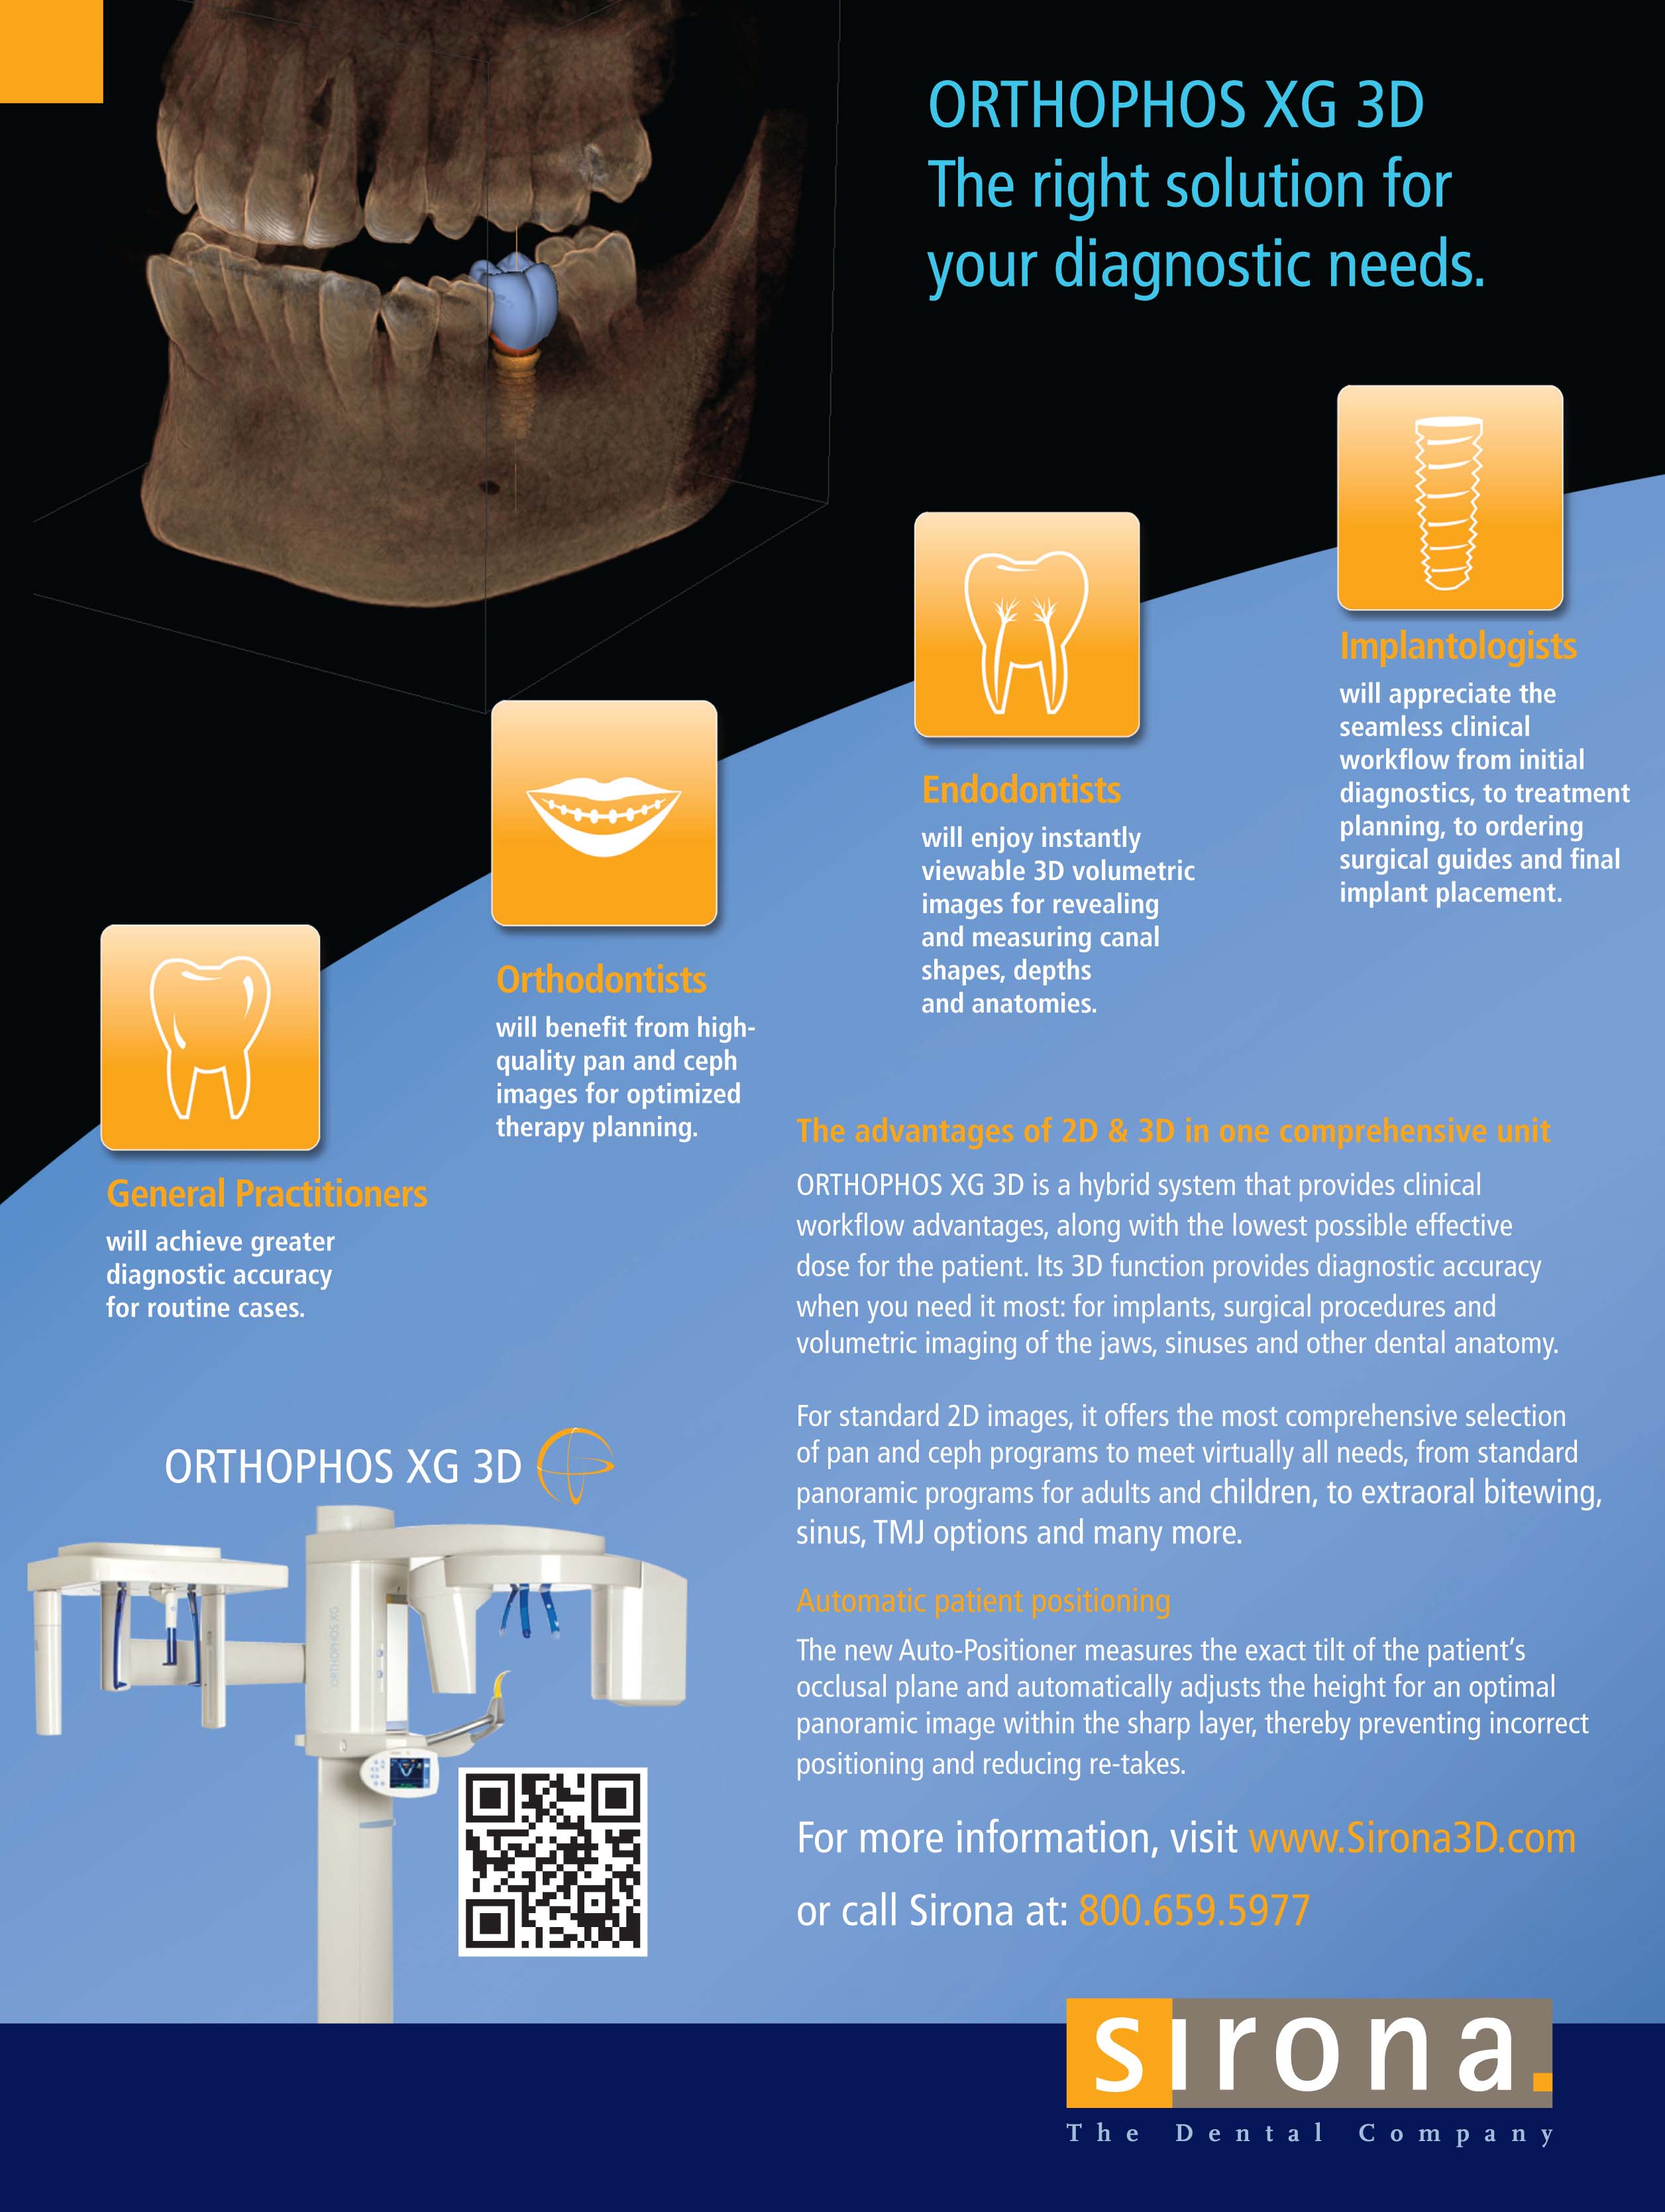 ORTHOPHOS XG 3D
The right solution for
your diagnostic needs.
Implantologists
will appreciate the
seamless clinical
workflow from initial
diagnostics, to treatment
planning, to ordering
surgical guides and final
implant placement.
Endodontists
will enjoy instantly
viewable 3D volumetric
images for revealing
and measuring canal
shapes, depths
and anatomies.
Orthodontists
will benefit from high-
quality pan and ceph
images for optimized
therapy planning.
General Practitioners
will achieve greater
diagnostic accuracy
for routine cases.
The advantages of 2D & 3D in one comprehensive unit
ORTHOPHOS XG 3D is a hybrid system that provides clinical
workflow advantages, along with the lowest possible effective
dose for the patient. Its 3D function provides diagnostic accuracy
when you need it most: for implants, surgical procedures and
volumetric imaging of the jaws, sinuses and other dental anatomy.
For standard 2D images, it offers the most comprehensive selection
of pan and ceph programs to meet virtually all needs, from standard
panoramic programs for adults and children, to extraoral bitewing,
sinus, TMJ options and many more.
Automatic patient positioning
The new Auto-Positioner measures the exact tilt of the patient's
occlusal plane and automatically adjusts the height for an optimal
panoramic image within the sharp layer, thereby preventing incorrect
positioning and reducing re-takes.
For more information, visit www.Sirona3D.com
or call Sirona at: 800.659.5977
ORTHOPHOS XG 3D
ORTHOPHOS XG
sirona.
The Dental Company